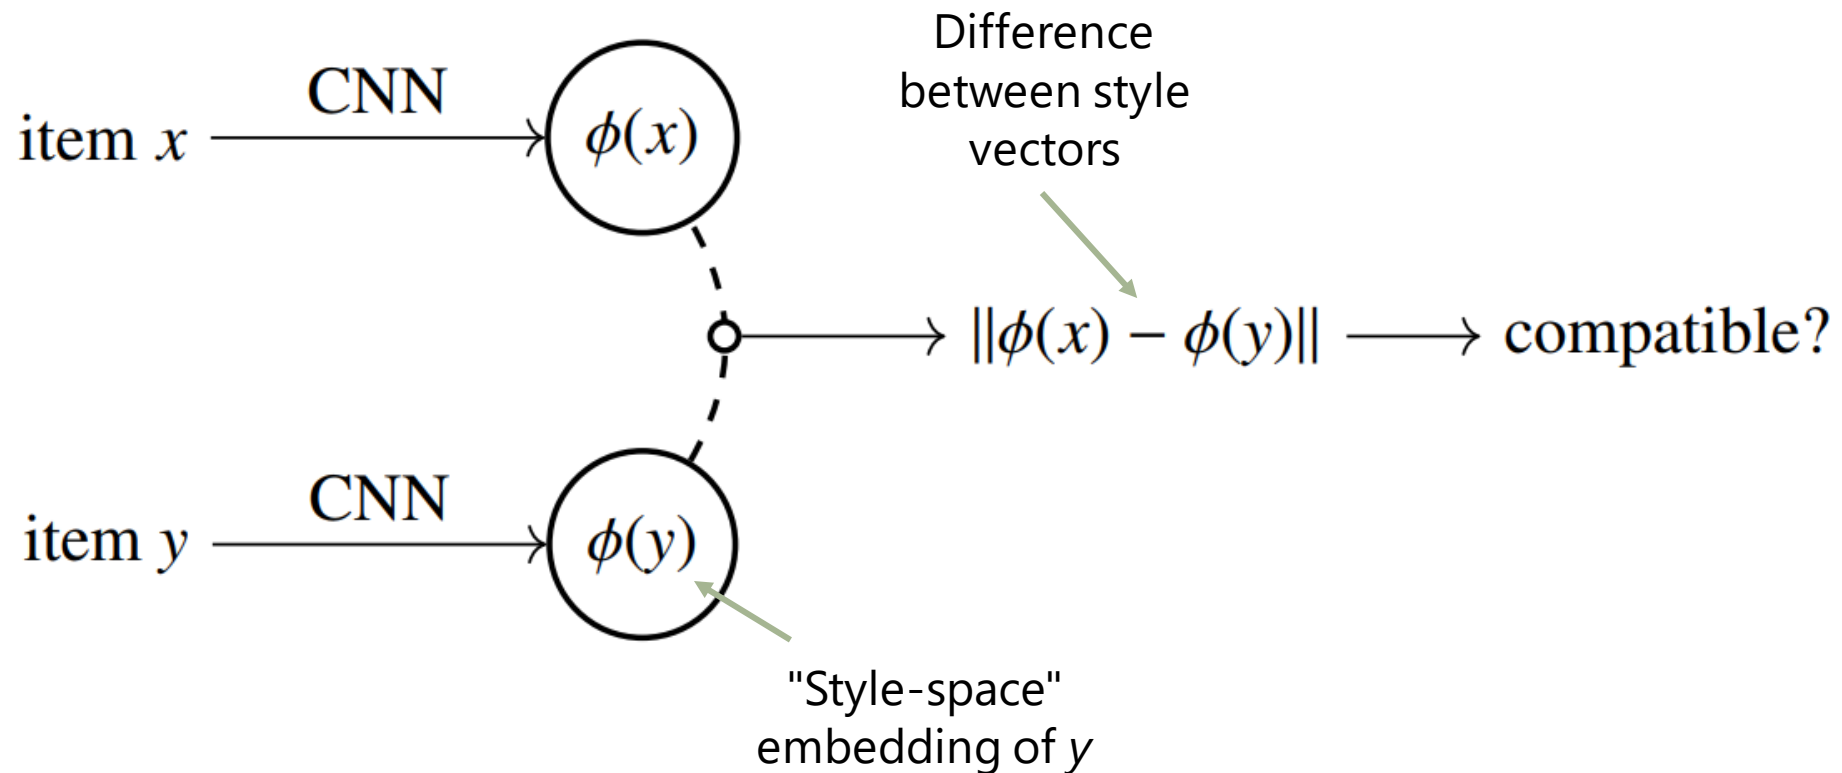 Difference
between style
vectors
CNN
item x
ϕ(x)
||ϕ(x) − ϕ(y)||
compatible?
CNN
item y
ϕ(y)
"Style-space"
embedding of y